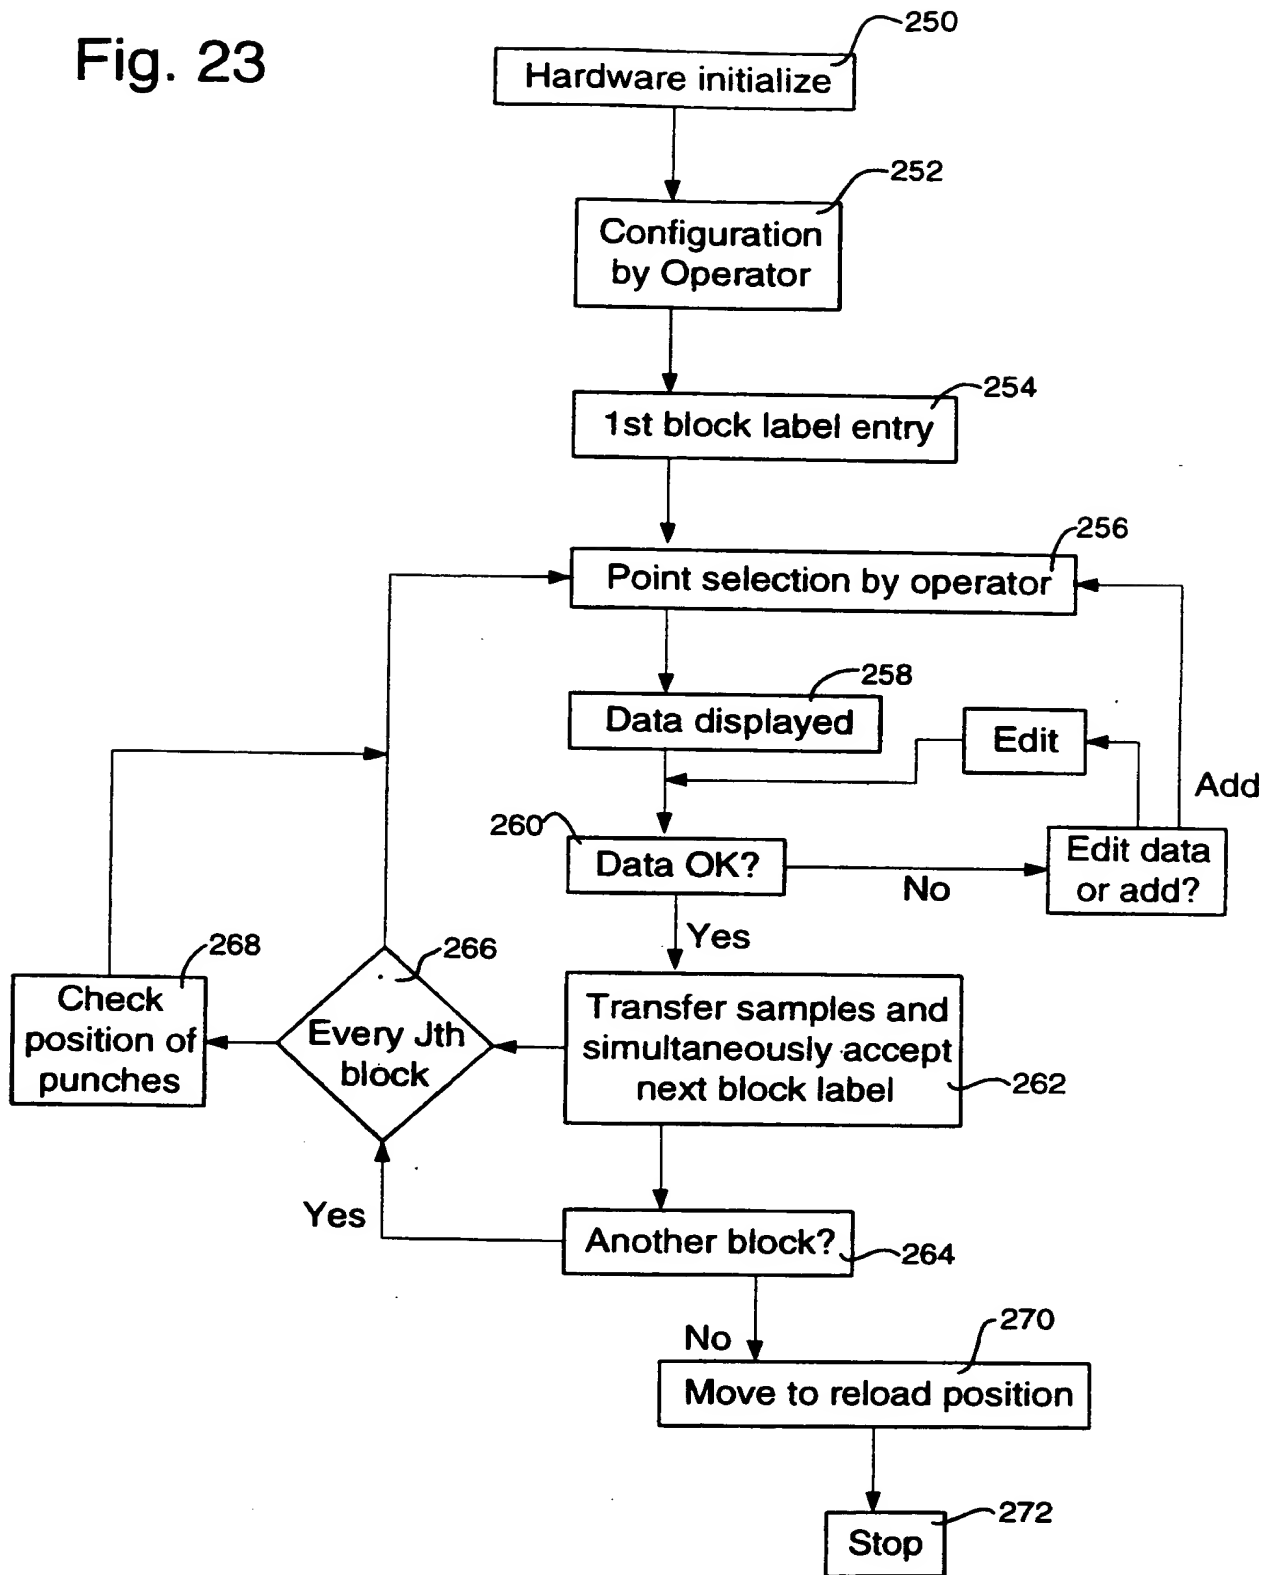 Fig. 23
250
Hardware initialize
252
Configuration
by Operator
254
1st block label entry
256
Point selection by operator
258
Data displayed
Edit
Add
260
Data OK?
No
Edit data
or add?
Yes
268
266
Check
position of
punches
Every Jth
block
Transfer samples and
simultaneously accept
next block label
262
Yes
Another block?
264
No
270
Move to reload position
272
Stop